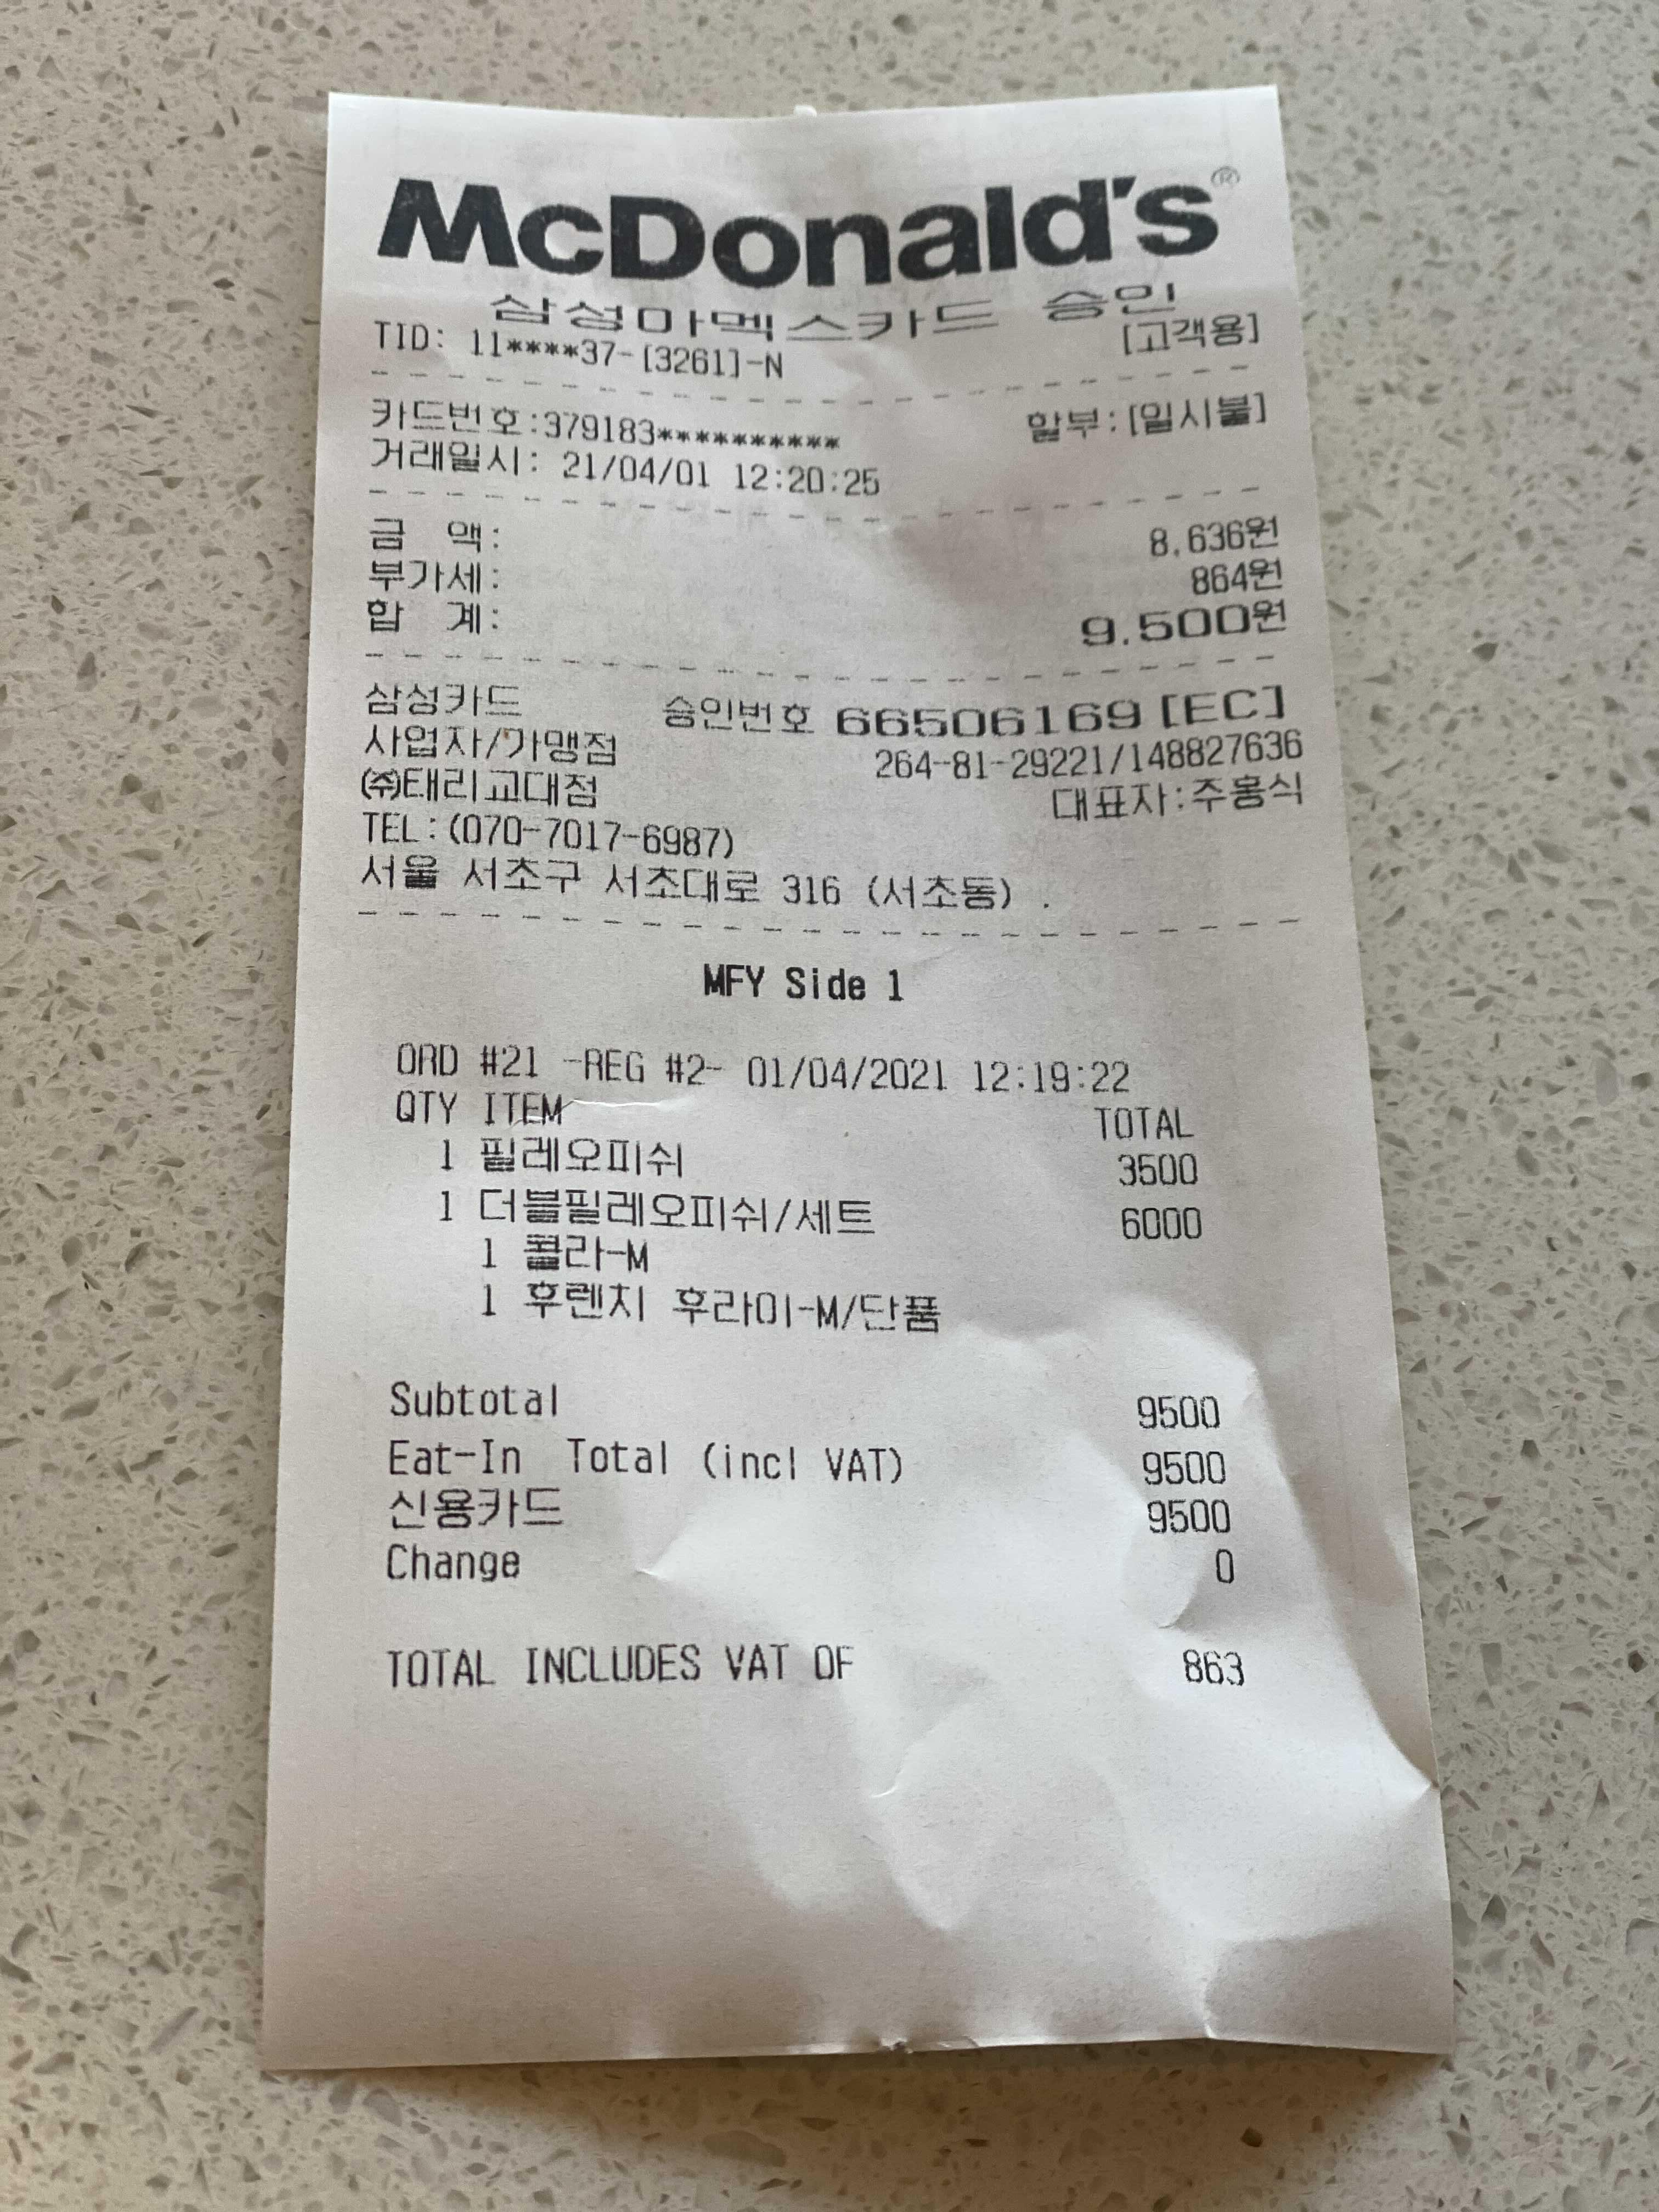 McDonald's®
삼성아멕스카드 승인
TID: 11****37-[3261]-N [고객용]
카드번호:379183********** 할부:[일시불]
거래일시: 21/04/01 12:20:25
금 액: 8,636원
부가세: 864원
합 계: 9,500원
삼성카드 승인번호 66506169 [EC]
사업자/가맹점 264-81-29221/148827636
㈜태리교대점 대표자:주홍식
TEL:(070-7017-6987)
서울 서초구 서초대로 316 (서초동) .
MFY Side 1
ORD #21 -REG #2- 01/04/2021 12:19:22
QTY ITEM TOTAL
1 필레오피쉬 3500
1 더블필레오피쉬/세트 6000
1 콜라-M
1 후렌치 후라이-M/단품
Subtotal 9500
Eat-In Total (incl VAT) 9500
신용카드 9500
Change 0
TOTAL INCLUDES VAT OF 863